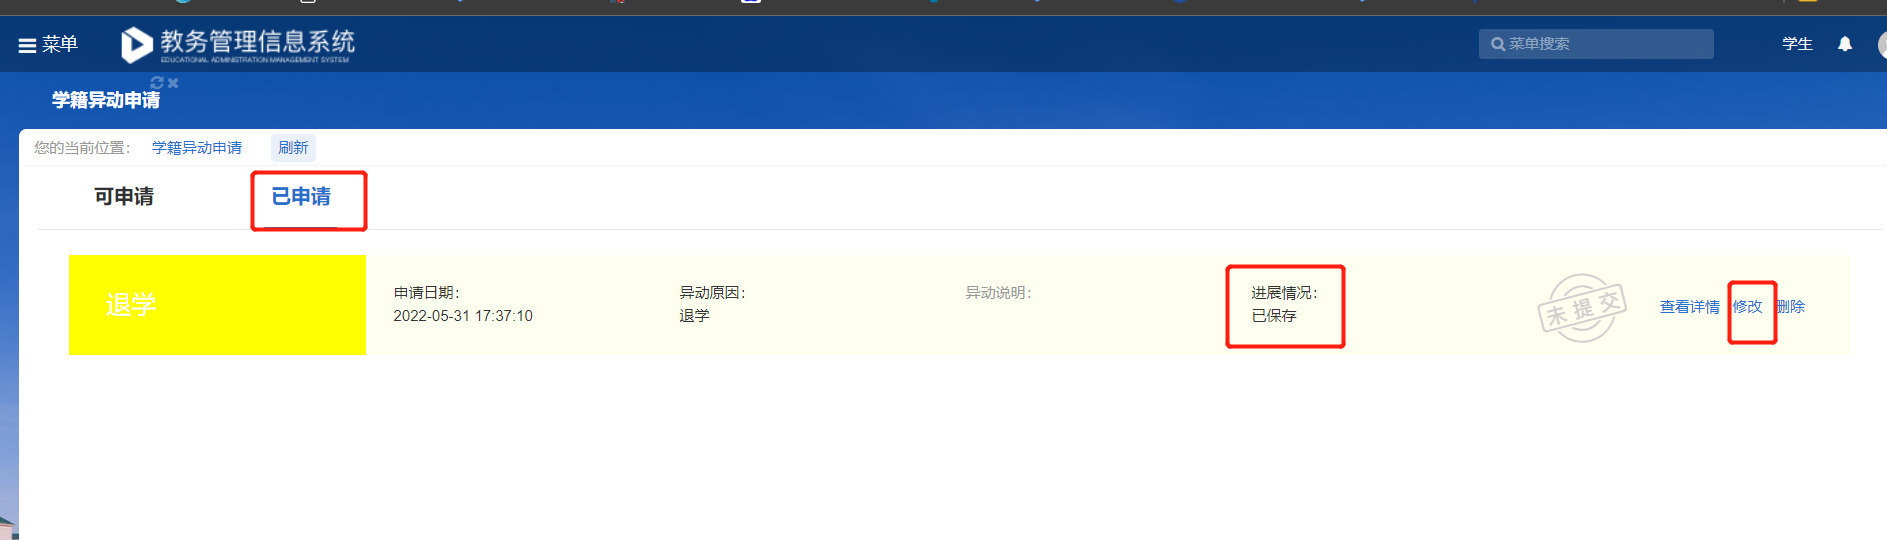 菜单
教务管理信息系统
EDUCATIONAL ADMINISTRATION MANAGEMENT SYSTEM
菜单搜索
学生
学籍异动申请
您的当前位置： 学籍异动申请 刷新
可申请 已申请
退学
申请日期：
2022-05-31 17:37:10
异动原因：
退学
异动说明：
进展情况：
已保存
未提交
查看详情 修改 删除